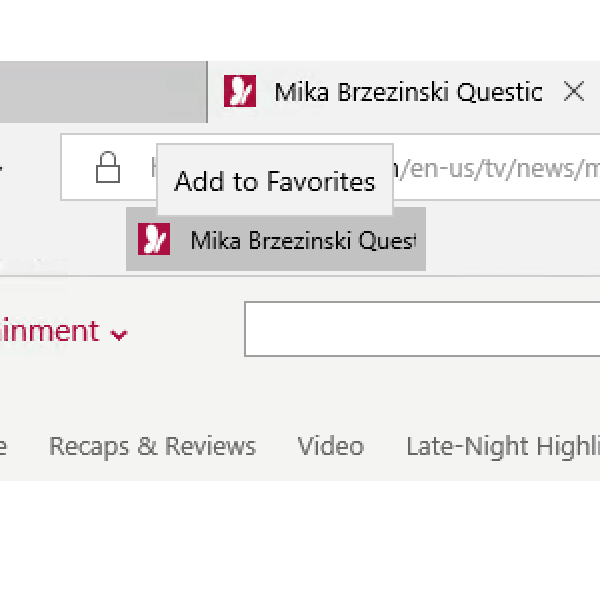 Mika Brzezinski Questic
Add to Favorites
/en-us/tv/news/m
Mika Brzezinski Quest
ainment
e Recaps & Reviews Video Late-Night Highli